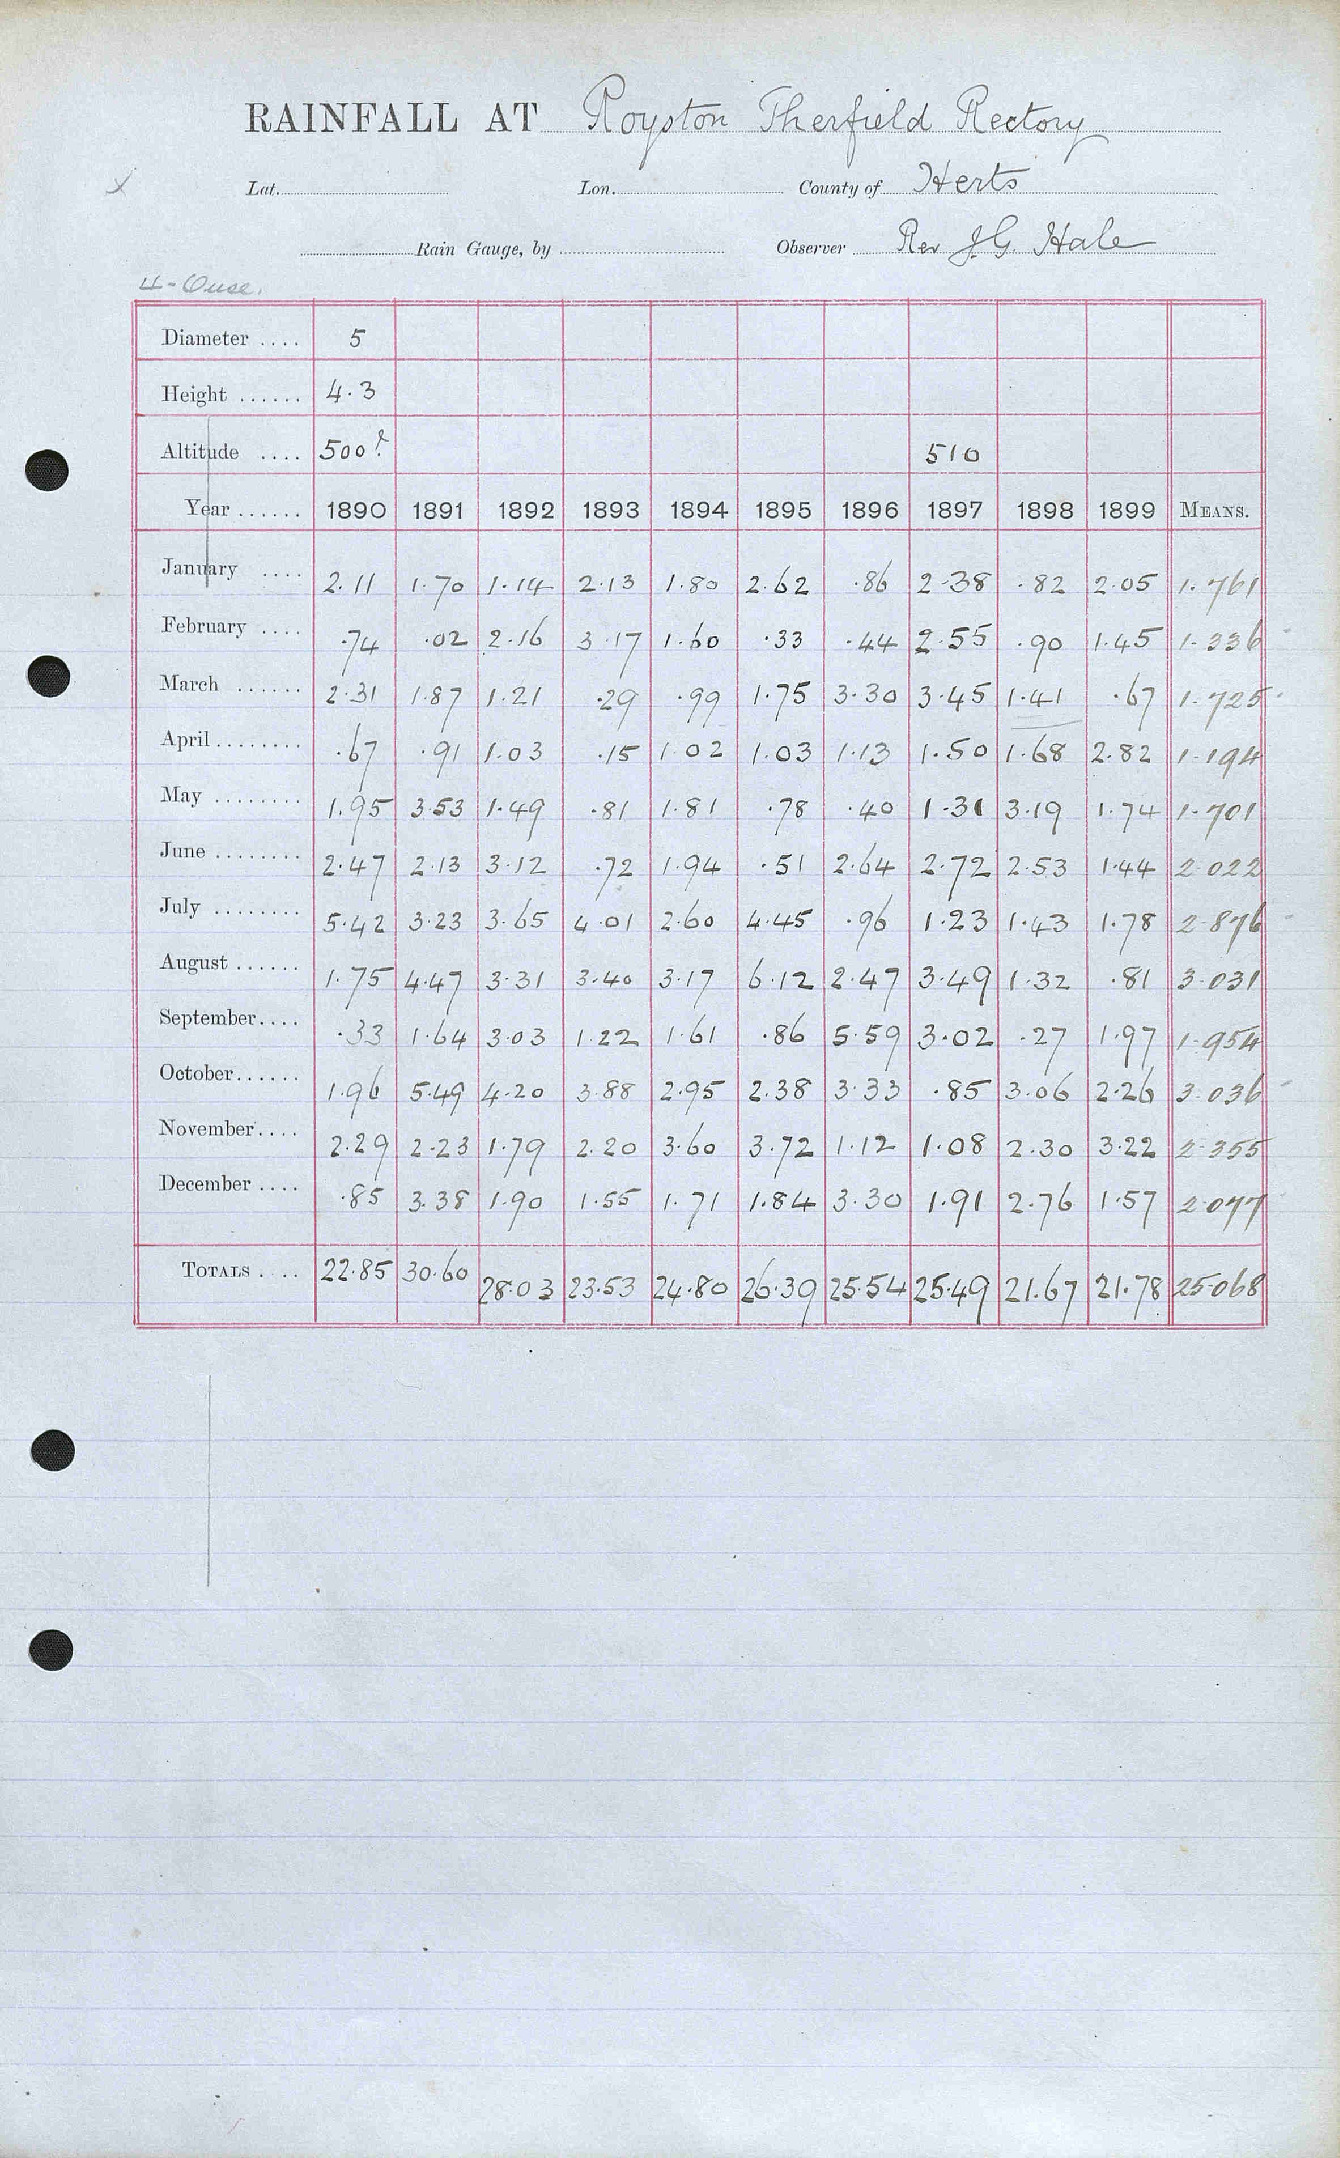 RAINFALL AT Royston Therfield Rectory
Lat. Lon. County of Herts
Rain Gauge, by Observer Rev J.G. Hale
4-Ouse.
Diameter .... 5
Height ...... 4.3
Altitude .... 500? 510
Year ...... 1890 1891 1892 1893 1894 1895 1896 1897 1898 1899 MEANS.
January .... 2.11 1.70 1.14 2.13 1.80 2.62 .86 2.38 .82 2.05 1.761
February .... .74 .02 2.16 3.17 1.60 .33 .44 2.55 .90 1.45 1.336
March ...... 2.31 1.87 1.21 .29 .99 1.75 3.30 3.45 1.41 .67 1.725
April ........ .67 .91 1.03 .15 1.02 1.03 1.13 1.50 1.68 2.82 1.194
May ........ 1.95 3.53 1.49 .81 1.81 .78 .40 1.31 3.19 1.74 1.701
June ........ 2.47 2.13 3.12 .72 1.94 .51 2.64 2.72 2.53 1.44 2.022
July ........ 5.42 3.23 3.65 4.01 2.60 4.45 .96 1.23 1.43 1.78 2.876
August ...... 1.75 4.47 3.31 3.40 3.17 6.12 2.47 3.49 1.32 .81 3.031
September .... .33 1.64 3.03 1.22 1.61 .86 5.59 3.02 .27 1.97 1.954
October ...... 1.96 5.49 4.20 3.88 2.95 2.38 3.33 .85 3.06 2.26 3.036
November .... 2.29 2.23 1.79 2.20 3.60 3.72 1.12 1.08 2.30 3.22 2.355
December .... .85 3.38 1.90 1.55 1.71 1.84 3.30 1.91 2.76 1.57 2.077
TOTALS .... 22.85 30.60 28.03 23.53 24.80 26.39 25.54 25.49 21.67 21.78 25.068